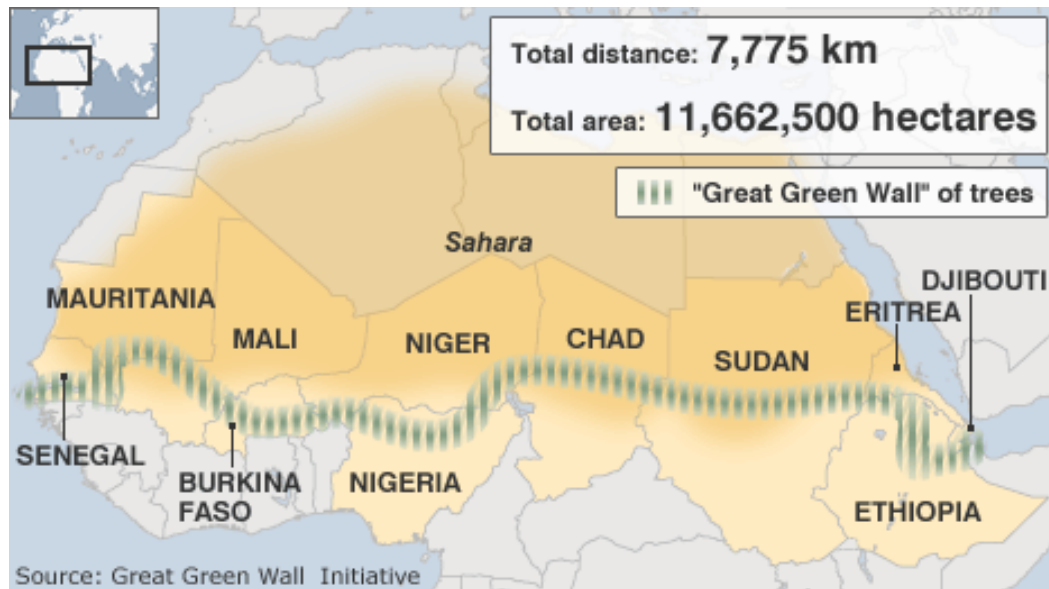 Total distance: 7,775 km
Total area: 11,662,500 hectares
"Great Green Wall" of trees
Sahara
DJIBOUTI
MAURITANIA
ERITREA
MALI
NIGER
CHAD
SUDAN
SENEGAL
BURKINA
FASO
NIGERIA
ETHIOPIA
Source: Great Green Wall Initiative